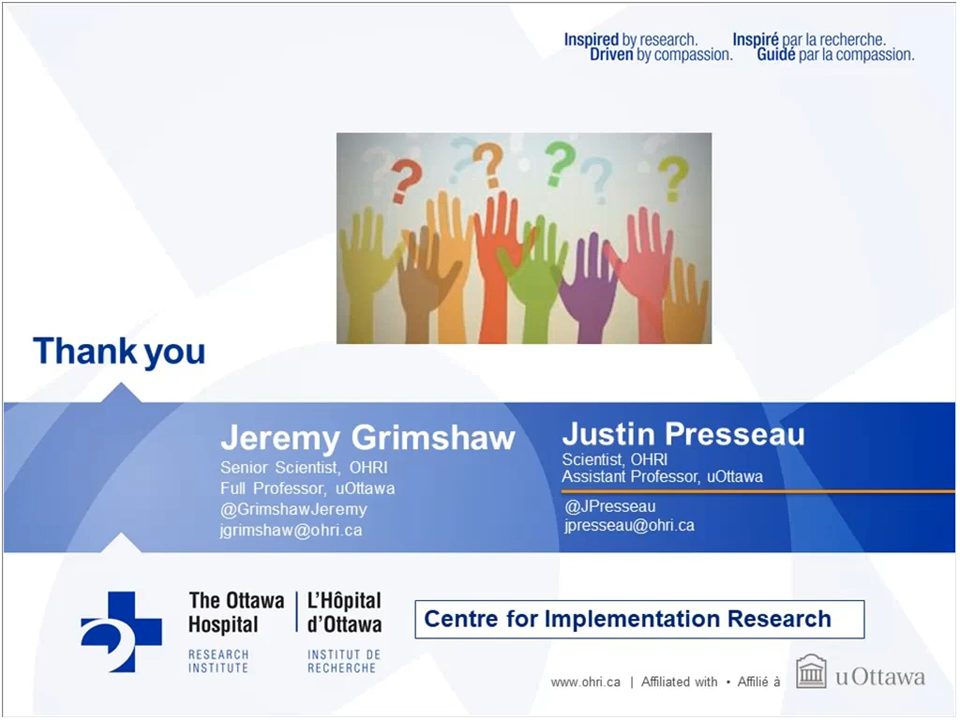 Inspired by research. Inspiré par la recherche.
Driven by compassion. Guidé par la compassion.
? ? ? ? ?
Thank you
Jeremy Grimshaw
Senior Scientist, OHRI
Full Professor, uOttawa
@GrimshawJeremy
jgrimshaw@ohri.ca
Justin Presseau
Scientist, OHRI
Assistant Professor, uOttawa
@JPresseau
jpresseau@ohri.ca
The Ottawa
Hospital
RESEARCH
INSTITUTE
L'Hôpital
d'Ottawa
INSTITUT DE
RECHERCHE
Centre for Implementation Research
www.ohri.ca | Affiliated with • Affilié à
uOttawa